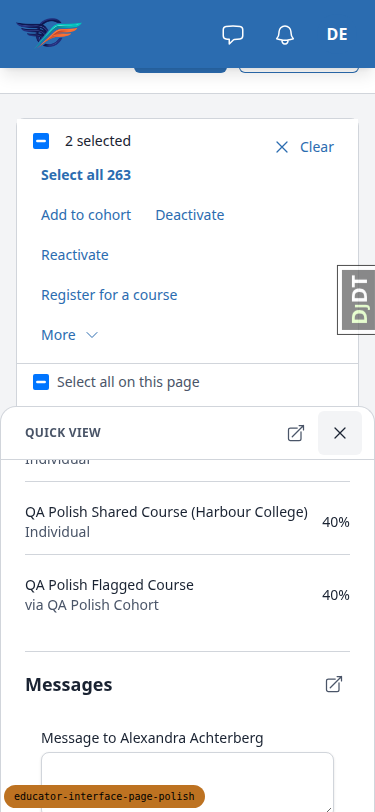 DE
2 selected
Clear
Select all 263
Add to cohort
Deactivate
Reactivate
Register for a course
More
DjDT
Select all on this page
QUICK VIEW
Individual
QA Polish Shared Course (Harbour College)
Individual
40%
QA Polish Flagged Course
via QA Polish Cohort
40%
Messages
Message to Alexandra Achterberg
educator-interface-page-polish